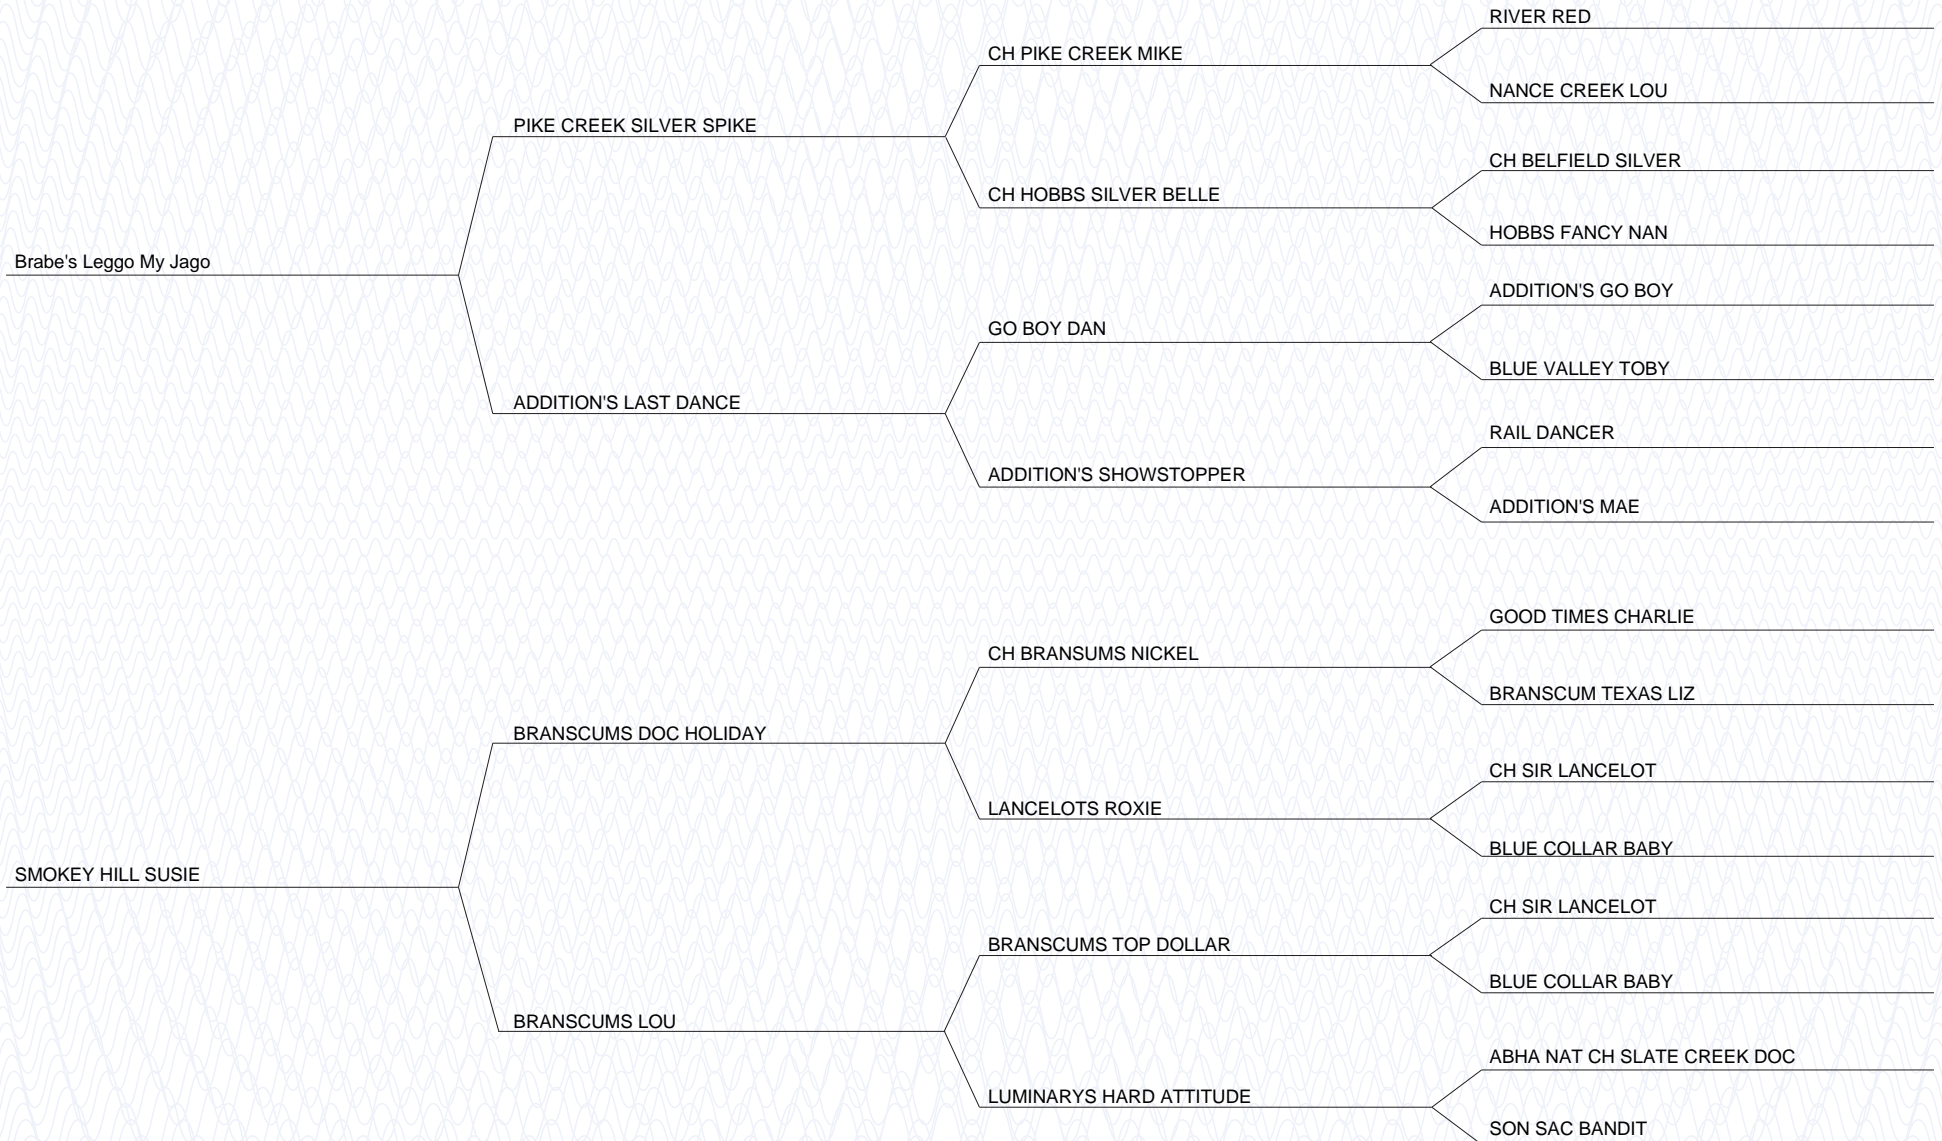 RIVER RED
CH PIKE CREEK MIKE
NANCE CREEK LOU
PIKE CREEK SILVER SPIKE
CH BELFIELD SILVER
CH HOBBS SILVER BELLE
HOBBS FANCY NAN
Brabe's Leggo My Jago
ADDITION'S GO BOY
GO BOY DAN
BLUE VALLEY TOBY
ADDITION'S LAST DANCE
RAIL DANCER
ADDITION'S SHOWSTOPPER
ADDITION'S MAE
GOOD TIMES CHARLIE
CH BRANSUMS NICKEL
BRANSCUM TEXAS LIZ
BRANSCUMS DOC HOLIDAY
CH SIR LANCELOT
LANCELOTS ROXIE
BLUE COLLAR BABY
SMOKEY HILL SUSIE
CH SIR LANCELOT
BRANSCUMS TOP DOLLAR
BLUE COLLAR BABY
BRANSCUMS LOU
ABHA NAT CH SLATE CREEK DOC
LUMINARYS HARD ATTITUDE
SON SAC BANDIT